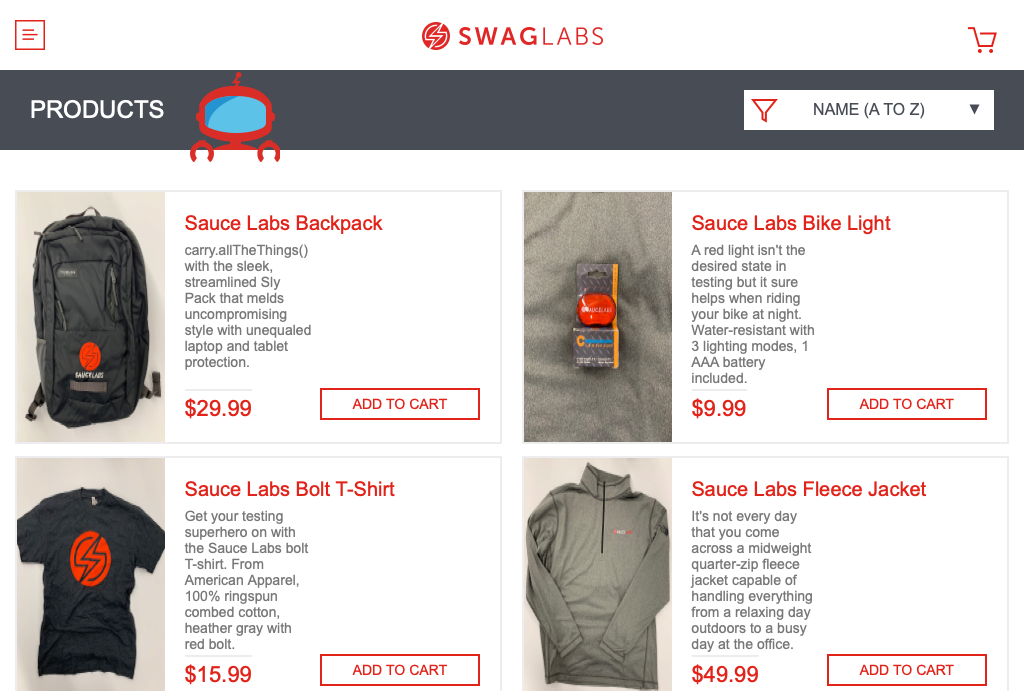 SWAGLABS
PRODUCTS
NAME (A TO Z)
Sauce Labs Backpack
carry.allTheThings()
with the sleek,
streamlined Sly
Pack that melds
uncompromising
style with unequaled
laptop and tablet
protection.
$29.99
ADD TO CART
SAUCELABS
Sauce Labs Bike Light
A red light isn't the
desired state in
testing but it sure
helps when riding
your bike at night.
Water-resistant with
3 lighting modes, 1
AAA battery
included.
$9.99
ADD TO CART
SAUCELABS
Sauce Labs Bolt T-Shirt
Get your testing
superhero on with
the Sauce Labs bolt
T-shirt. From
American Apparel,
100% ringspun
combed cotton,
heather gray with
red bolt.
$15.99
ADD TO CART
Sauce Labs Fleece Jacket
It's not every day
that you come
across a midweight
quarter-zip fleece
jacket capable of
handling everything
from a relaxing day
outdoors to a busy
day at the office.
$49.99
ADD TO CART